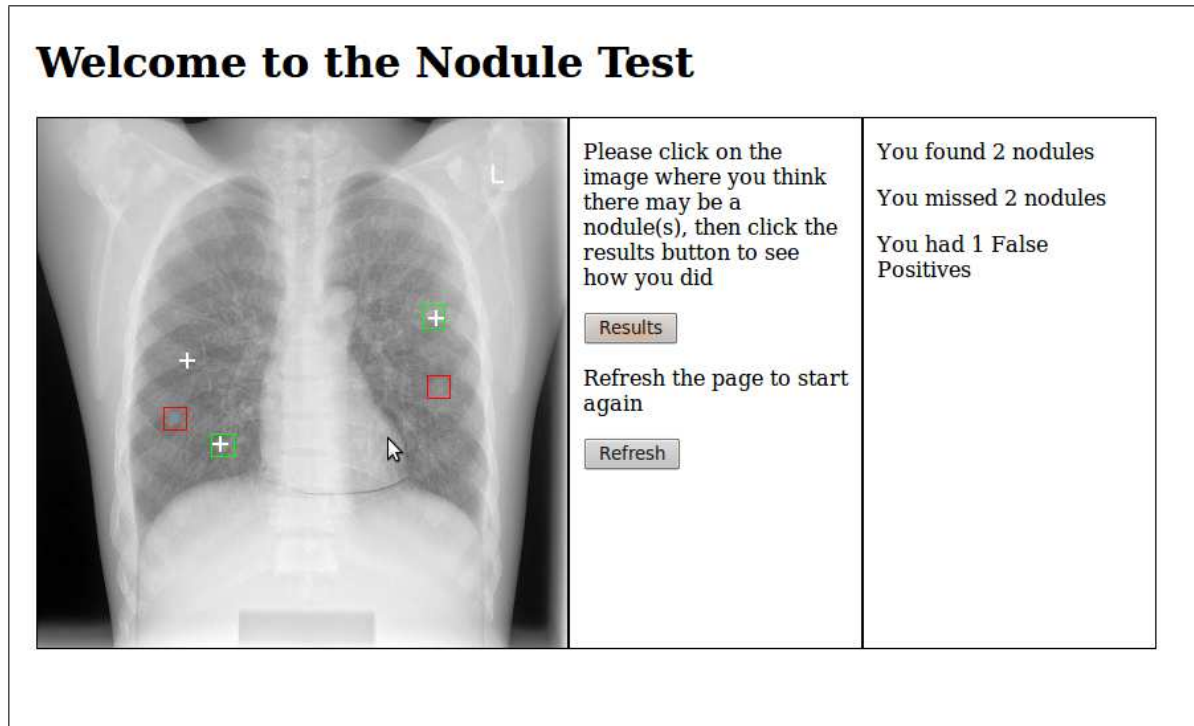 Welcome to the Nodule Test
L
Please click on the
image where you think
there may be a
nodule(s), then click the
results button to see
how you did
Results
Refresh the page to start
again
Refresh
You found 2 nodules
You missed 2 nodules
You had 1 False
Positives